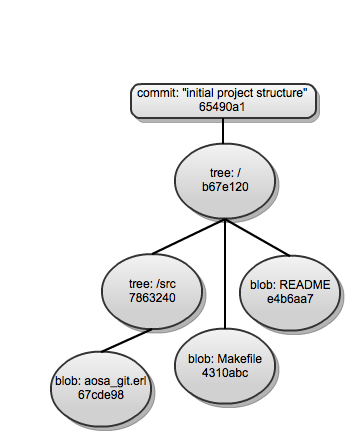 commit: "initial project structure"
65490a1
tree: /
b67e120
tree: /src
7863240
blob: README
e4b6aa7
blob: Makefile
4310abc
blob: aosa_git.erl
67cde98